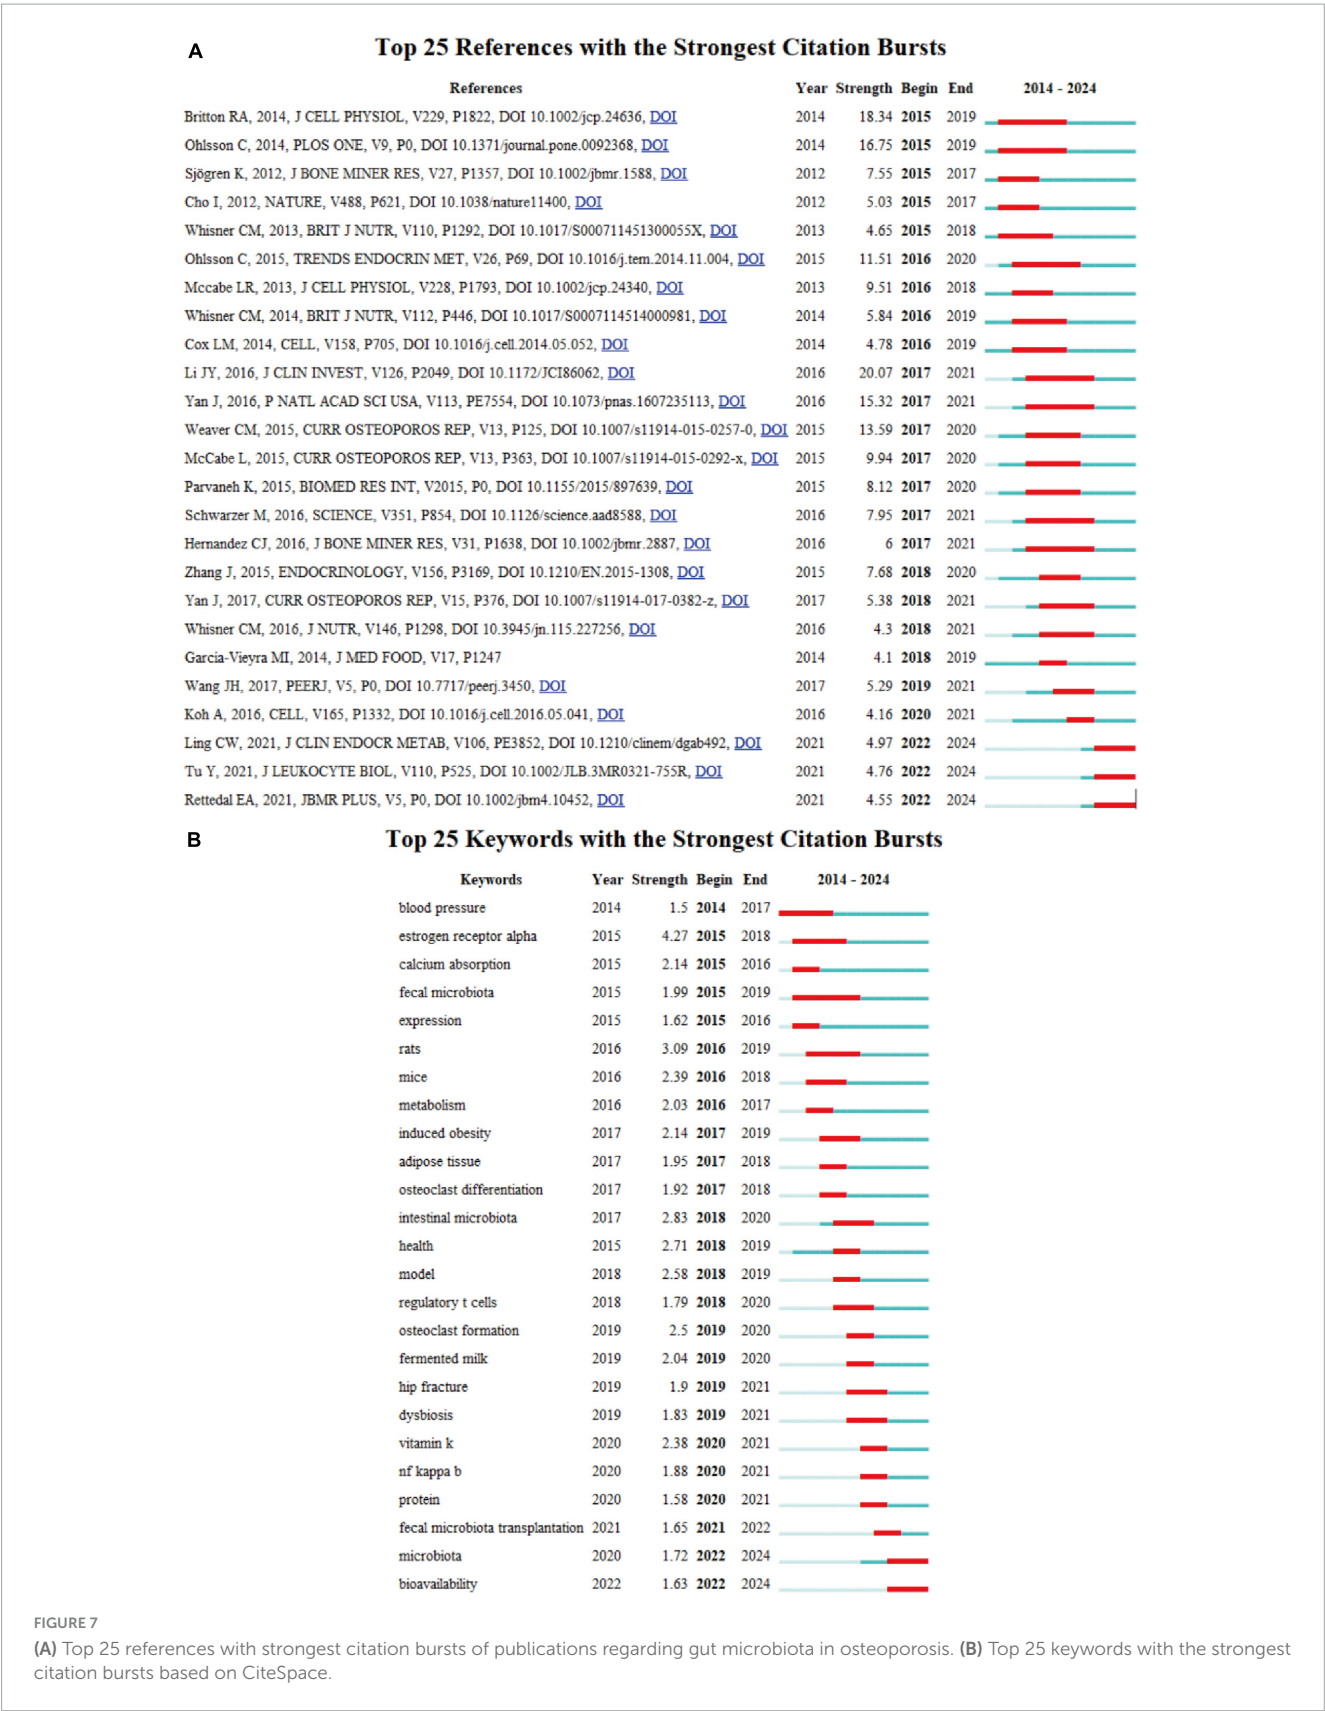 A
Top 25 References with the Strongest Citation Bursts
References Year Strength Begin End 2014 - 2024
Britton RA, 2014, J CELL PHYSIOL, V229, P1822, DOI 10.1002/jcp.24636, DOI 2014 18.34 2015 2019
Ohlsson C, 2014, PLOS ONE, V9, P0, DOI 10.1371/journal.pone.0092368, DOI 2014 16.75 2015 2019
Sjögren K, 2012, J BONE MINER RES, V27, P1357, DOI 10.1002/jbmr.1588, DOI 2012 7.55 2015 2017
Cho I, 2012, NATURE, V488, P621, DOI 10.1038/nature11400, DOI 2012 5.03 2015 2017
Whisner CM, 2013, BRIT J NUTR, V110, P1292, DOI 10.1017/S000711451300055X, DOI 2013 4.65 2015 2018
Ohlsson C, 2015, TRENDS ENDOCRIN MET, V26, P69, DOI 10.1016/j.tem.2014.11.004, DOI 2015 11.51 2016 2020
Mccabe LR, 2013, J CELL PHYSIOL, V228, P1793, DOI 10.1002/jcp.24340, DOI 2013 9.51 2016 2018
Whisner CM, 2014, BRIT J NUTR, V112, P446, DOI 10.1017/S0007114514000981, DOI 2014 5.84 2016 2019
Cox LM, 2014, CELL, V158, P705, DOI 10.1016/j.cell.2014.05.052, DOI 2014 4.78 2016 2019
Li JY, 2016, J CLIN INVEST, V126, P2049, DOI 10.1172/JCI86062, DOI 2016 20.07 2017 2021
Yan J, 2016, P NATL ACAD SCI USA, V113, PE7554, DOI 10.1073/pnas.1607235113, DOI 2016 15.32 2017 2021
Weaver CM, 2015, CURR OSTEOPOROS REP, V13, P125, DOI 10.1007/s11914-015-0257-0, DOI 2015 13.59 2017 2020
McCabe L, 2015, CURR OSTEOPOROS REP, V13, P363, DOI 10.1007/s11914-015-0292-x, DOI 2015 9.94 2017 2020
Parvaneh K, 2015, BIOMED RES INT, V2015, P0, DOI 10.1155/2015/897639, DOI 2015 8.12 2017 2020
Schwarzer M, 2016, SCIENCE, V351, P854, DOI 10.1126/science.aad8588, DOI 2016 7.95 2017 2021
Hernandez CJ, 2016, J BONE MINER RES, V31, P1638, DOI 10.1002/jbmr.2887, DOI 2016 6 2017 2021
Zhang J, 2015, ENDOCRINOLOGY, V156, P3169, DOI 10.1210/EN.2015-1308, DOI 2015 7.68 2018 2020
Yan J, 2017, CURR OSTEOPOROS REP, V15, P376, DOI 10.1007/s11914-017-0382-z, DOI 2017 5.38 2018 2021
Whisner CM, 2016, J NUTR, V146, P1298, DOI 10.3945/jn.115.227256, DOI 2016 4.3 2018 2021
Garcia-Vieyra MI, 2014, J MED FOOD, V17, P1247 2014 4.1 2018 2019
Wang JH, 2017, PEERJ, V5, P0, DOI 10.7717/peerj.3450, DOI 2017 5.29 2019 2021
Koh A, 2016, CELL, V165, P1332, DOI 10.1016/j.cell.2016.05.041, DOI 2016 4.16 2020 2021
Ling CW, 2021, J CLIN ENDOCR METAB, V106, PE3852, DOI 10.1210/clinem/dgab492, DOI 2021 4.97 2022 2024
Tu Y, 2021, J LEUKOCYTE BIOL, V110, P525, DOI 10.1002/JLB.3MR0321-755R, DOI 2021 4.76 2022 2024
Rettedal EA, 2021, JBMR PLUS, V5, P0, DOI 10.1002/jbm4.10452, DOI 2021 4.55 2022 2024
B
Top 25 Keywords with the Strongest Citation Bursts
Keywords Year Strength Begin End 2014 - 2024
blood pressure 2014 1.5 2014 2017
estrogen receptor alpha 2015 4.27 2015 2018
calcium absorption 2015 2.14 2015 2016
fecal microbiota 2015 1.99 2015 2019
expression 2015 1.62 2015 2016
rats 2016 3.09 2016 2019
mice 2016 2.39 2016 2018
metabolism 2016 2.03 2016 2017
induced obesity 2017 2.14 2017 2019
adipose tissue 2017 1.95 2017 2018
osteoclast differentiation 2017 1.92 2017 2018
intestinal microbiota 2017 2.83 2018 2020
health 2015 2.71 2018 2019
model 2018 2.58 2018 2019
regulatory t cells 2018 1.79 2018 2020
osteoclast formation 2019 2.5 2019 2020
fermented milk 2019 2.04 2019 2020
hip fracture 2019 1.9 2019 2021
dysbiosis 2019 1.83 2019 2021
vitamin k 2020 2.38 2020 2021
nf kappa b 2020 1.88 2020 2021
protein 2020 1.58 2020 2021
fecal microbiota transplantation 2021 1.65 2021 2022
microbiota 2020 1.72 2022 2024
bioavailability 2022 1.63 2022 2024
FIGURE 7
(A) Top 25 references with strongest citation bursts of publications regarding gut microbiota in osteoporosis. (B) Top 25 keywords with the strongest
citation bursts based on CiteSpace.